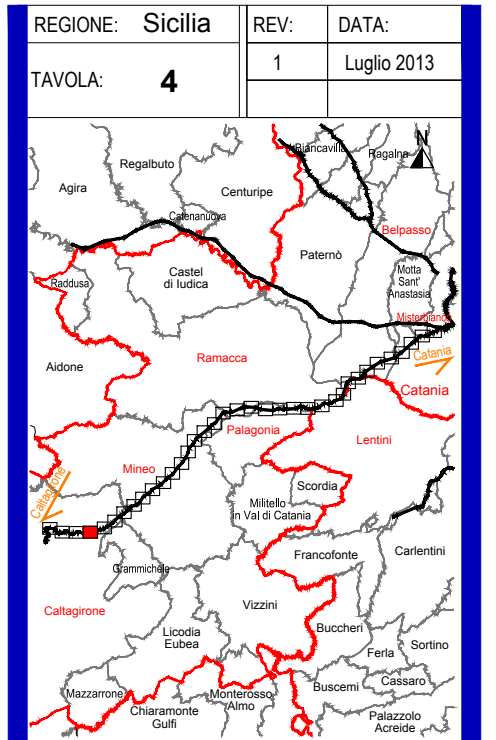 REGIONE: Sicilia
REV:
DATA:
TAVOLA: 4
1
Luglio 2013
N
Biancavilla
Ragalna
Regalbuto
Agira
Centuripe
Catenanuova
Belpasso
Paternò
Castel
di Iudica
Motta
Sant'
Anastasia
Raddusa
Misterbianco
Catania
Ramacca
Aidone
Catania
Palagonia
Lentini
Mineo
Caltagirone
Scordia
Militello
in Val di Catania
Francofonte
Carlentini
Grammichele
Vizzini
Caltagirone
Licodia
Eubea
Buccheri
Ferla
Sortino
Mazzarrone
Monterosso
Almo
Buscemi
Cassaro
Chiaramonte
Gulfi
Palazzolo
Acreide